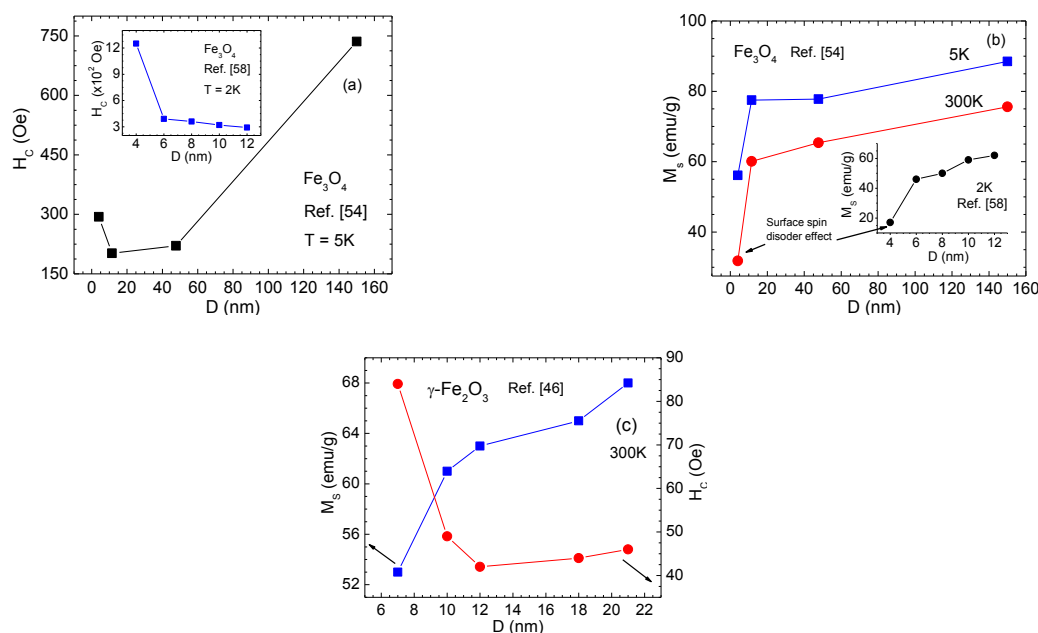 750
600
450
300
150
H_C (Oe)
0 20 40 60 80 100 120 140 160
D (nm)
(a)
Fe₃O₄
Ref. [54]
T = 5K
12
9
6
3
H_C (x10² Oe)
4 6 8 10 12
D (nm)
Fe₃O₄
Ref. [58]
T = 2K
100
80
60
40
M_s (emu/g)
0 20 40 60 80 100 120 140 160
D (nm)
Fe₃O₄ Ref. [54]
(b)
5K
300K
Surface spin
disoder effect
60
40
20
M_S (emu/g)
4 6 8 10 12
D (nm)
2K
Ref. [58]
68
64
60
56
52
M_S (emu/g)
6 8 10 12 14 16 18 20 22
D (nm)
90
80
70
60
50
40
H_C (Oe)
γ-Fe₂O₃ Ref. [46]
(c)
300K